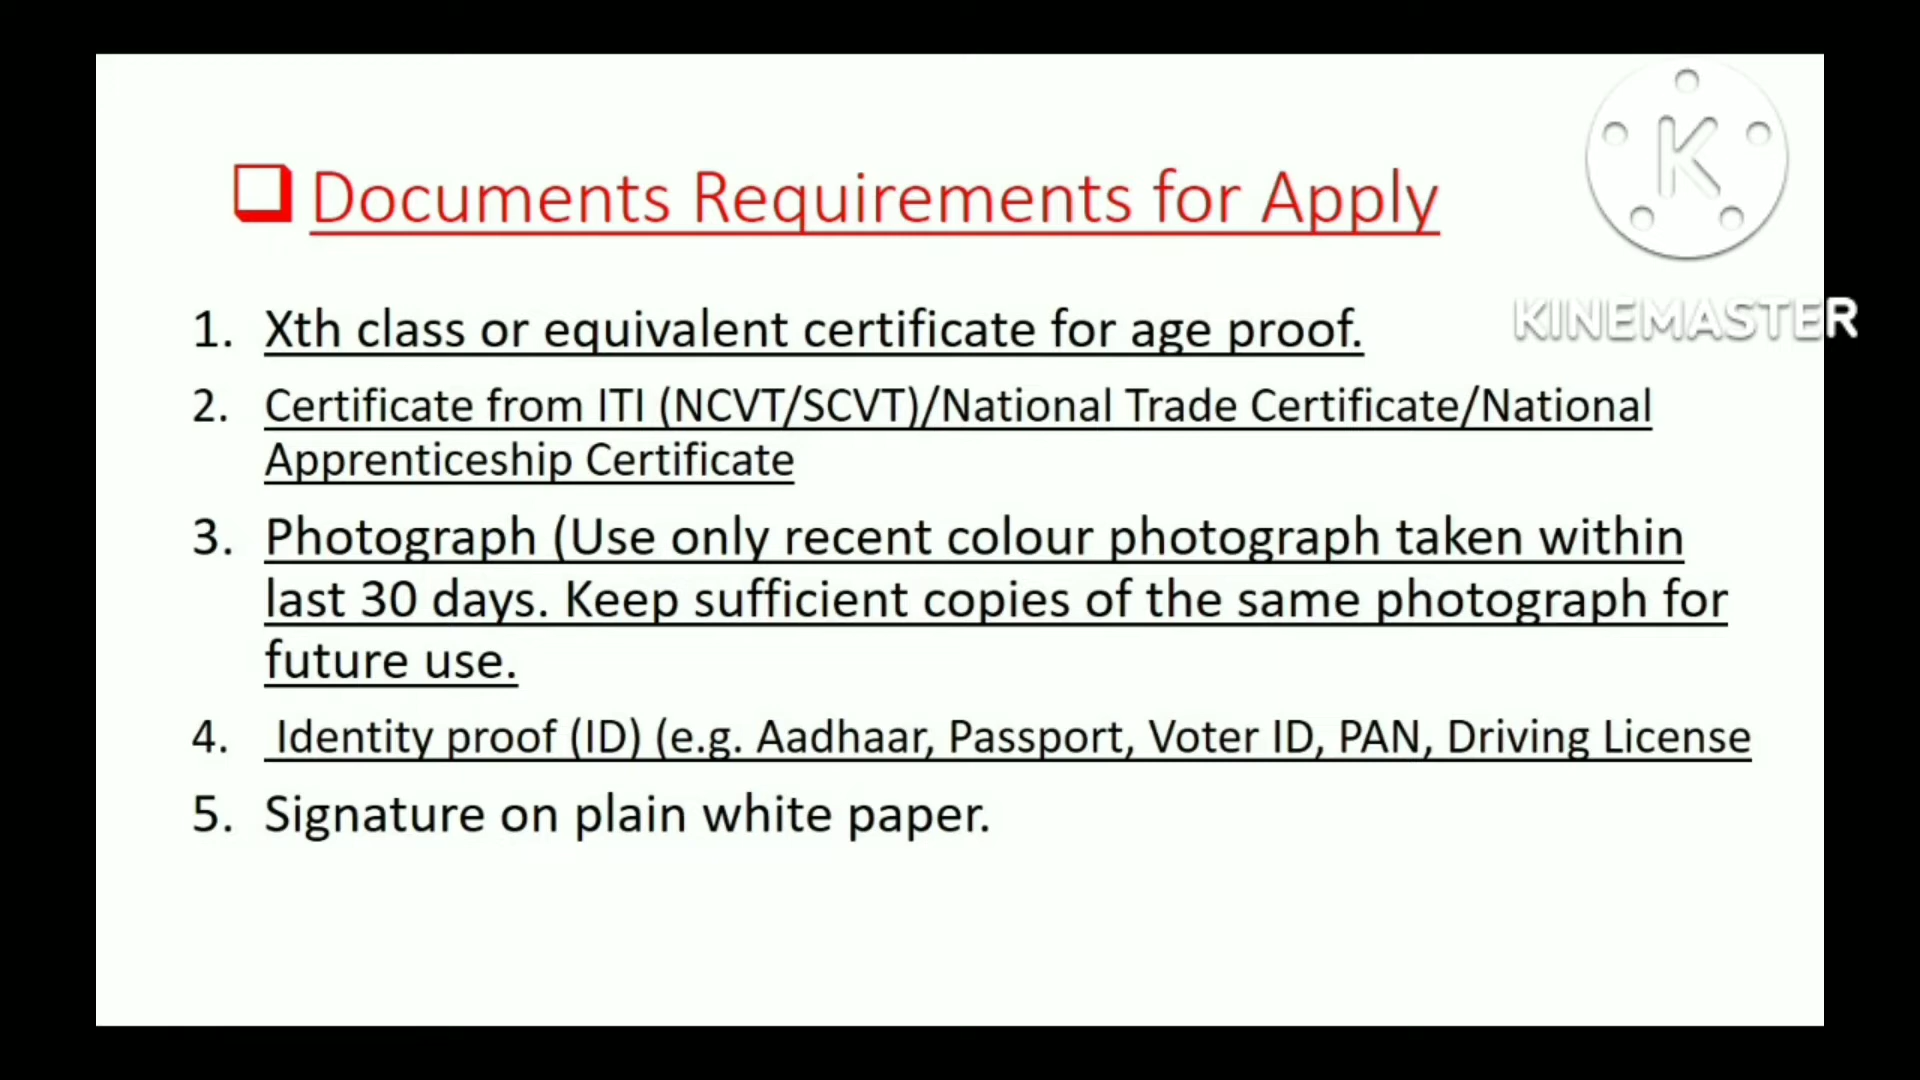 Documents Requirements for Apply
K
KINEMASTER
1. Xth class or equivalent certificate for age proof.
2. Certificate from ITI (NCVT/SCVT)/National Trade Certificate/National
Apprenticeship Certificate
3. Photograph (Use only recent colour photograph taken within
last 30 days. Keep sufficient copies of the same photograph for
future use.
4. Identity proof (ID) (e.g. Aadhaar, Passport, Voter ID, PAN, Driving License
5. Signature on plain white paper.